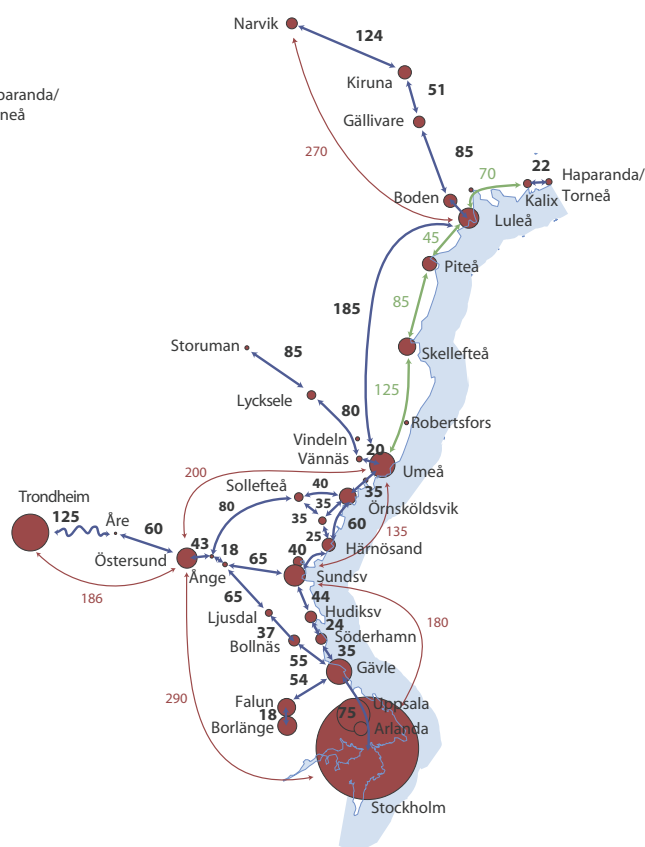 Narvik
124
Kiruna
51
paranda/
neå
Gällivare
270
85
70
22
Haparanda/
Torneå
Kalix
Boden
Luleå
45
Piteå
185
85
Storuman
85
Skellefteå
125
Lycksele
80
Robertsfors
Vindeln
20
Vännäs
Umeå
200
Sollefteå
40
35
80
35
Örnsköldsvik
Trondheim
35
125
Åre
60
60
135
25
43
18
40
Härnösand
Östersund
65
Ånge
Sundsv
186
65
44
Ljusdal
Hudiksv
24
180
37
Söderhamn
Bollnäs
35
55
Gävle
54
290
Falun
Uppsala
18
75
Borlänge
Arlanda
Stockholm